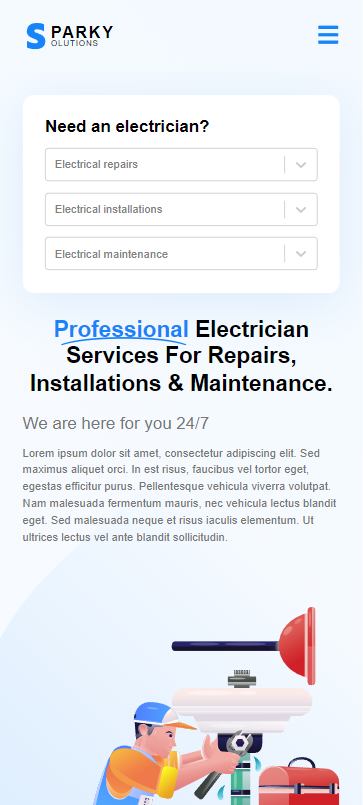 S PARKY
OLUTIONS
Need an electrician?
Electrical repairs
Electrical installations
Electrical maintenance
Professional Electrician
Services For Repairs,
Installations & Maintenance.
We are here for you 24/7
Lorem ipsum dolor sit amet, consectetur adipiscing elit. Sed
maximus aliquet orci. In est risus, faucibus vel tortor eget,
egestas efficitur purus. Pellentesque vehicula viverra volutpat.
Nam malesuada fermentum mauris, nec vehicula lectus blandit
eget. Sed malesuada neque et risus iaculis elementum. Ut
ultrices lectus vel ante blandit sollicitudin.